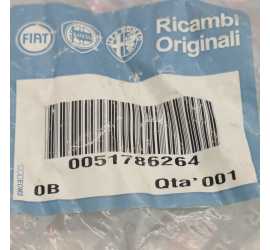 FIAT
Ricambi
Originali
0051786264
0B
Qta' 001